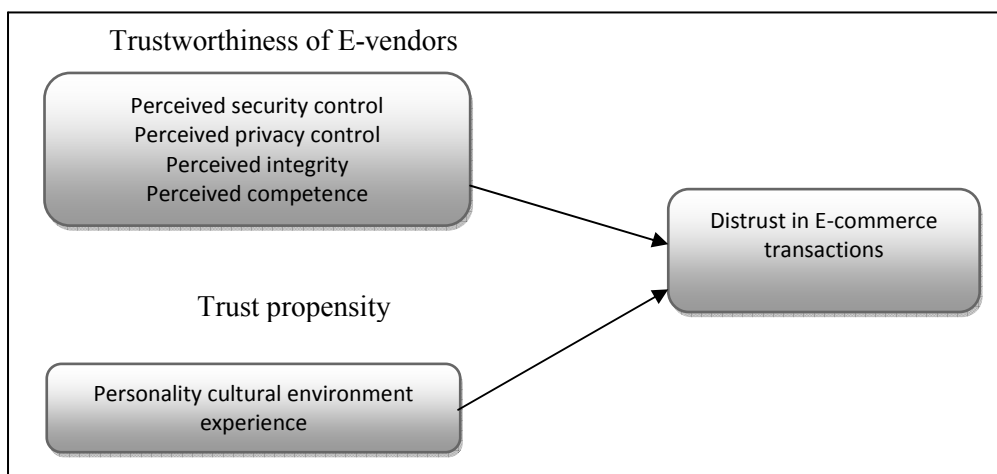 Trustworthiness of E-vendors
Perceived security control
Perceived privacy control
Perceived integrity
Perceived competence
Distrust in E-commerce
transactions
Trust propensity
Personality cultural environment
experience